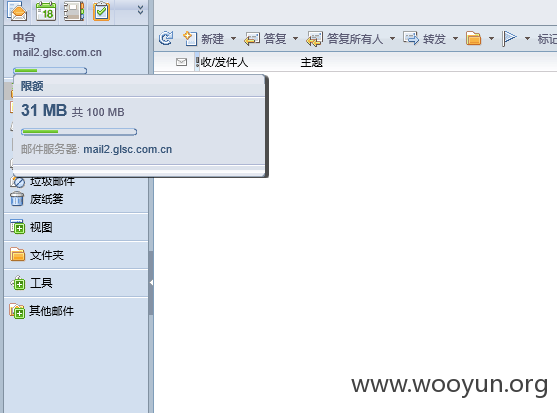 18
中台
mail2.glsc.com.cn
新建 答复 答复所有人 转发 标记
收/发件人 主题
限额
31 MB 共 100 MB
邮件服务器: mail2.glsc.com.cn
垃圾邮件
废纸篓
视图
文件夹
工具
其他邮件
www.wooyun.org